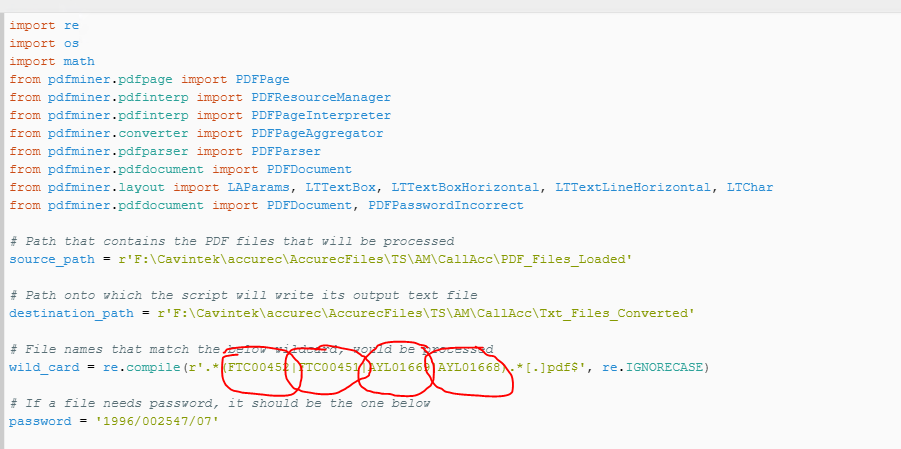 import re
import os
import math
from pdfminer.pdfpage import PDFPage
from pdfminer.pdfinterp import PDFResourceManager
from pdfminer.pdfinterp import PDFPageInterpreter
from pdfminer.converter import PDFPageAggregator
from pdfminer.pdfparser import PDFParser
from pdfminer.pdfdocument import PDFDocument
from pdfminer.layout import LAParams, LTTextBox, LTTextBoxHorizontal, LTTextLineHorizontal, LTChar
from pdfminer.pdfdocument import PDFDocument, PDFPasswordIncorrect
# Path that contains the PDF files that will be processed
source_path = r'F:\Cavintek\accurec\AccurecFiles\TS\AM\CallAcc\PDF_Files_Loaded'
# Path onto which the script will write its output text file
destination_path = r'F:\Cavintek\accurec\AccurecFiles\TS\AM\CallAcc\Txt_Files_Converted'
# File names that match the below wildcard, would be processed
wild_card = re.compile(r'.*(FTC00452|FTC00451|AYL01669|AYL01668).*[.]pdf$', re.IGNORECASE)
# If a file needs password, it should be the one below
password = '1996/002547/07'